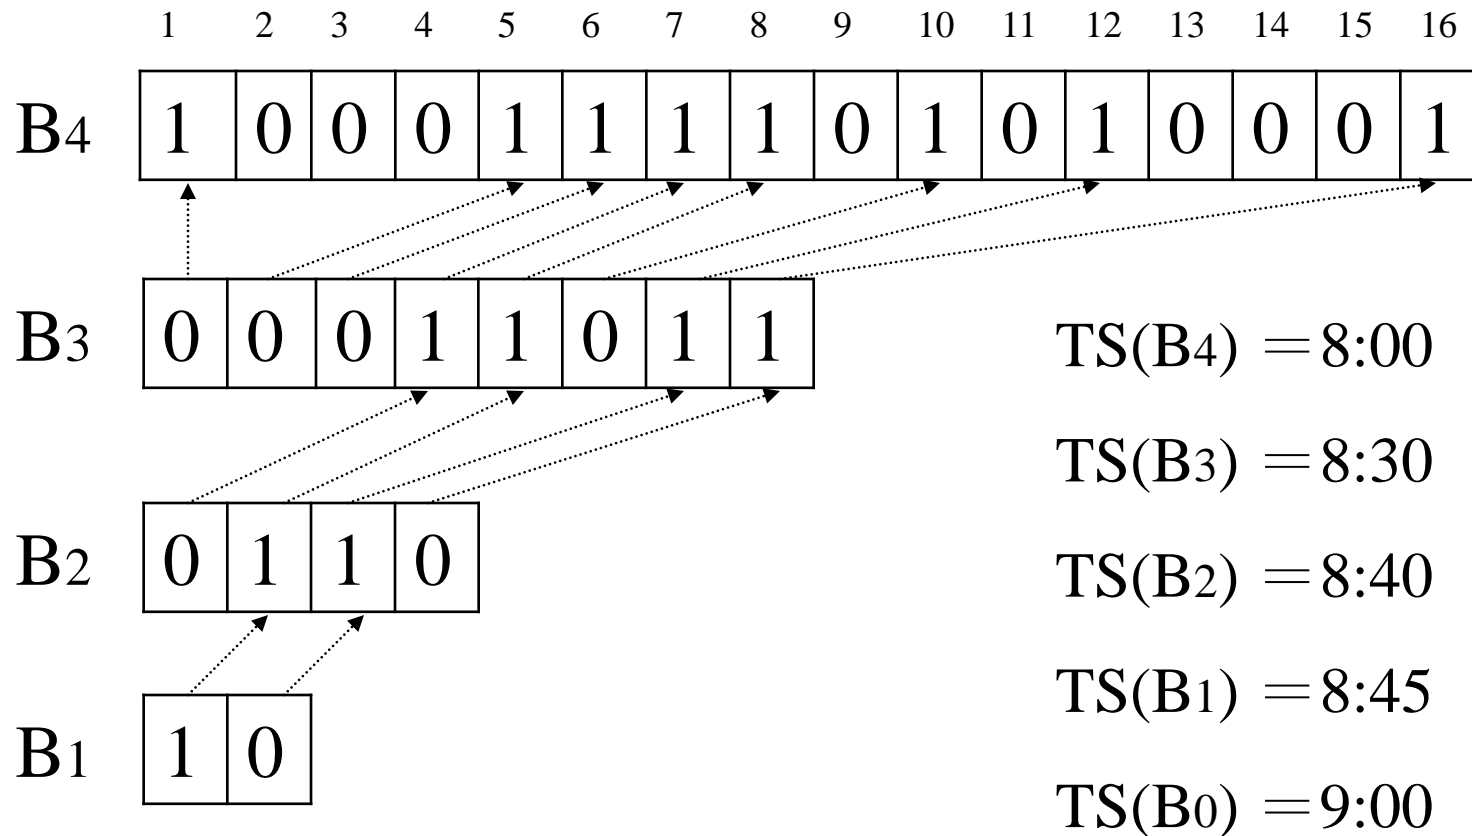 1 2 3 4 5 6 7 8 9 10 11 12 13 14 15 16
B4 1 0 0 0 1 1 1 1 0 1 0 1 0 0 0 1
B3 0 0 0 1 1 0 1 1
TS(B4) =8:00
TS(B3) =8:30
B2 0 1 1 0
TS(B2) =8:40
TS(B1) =8:45
B1 1 0
TS(B0) =9:00